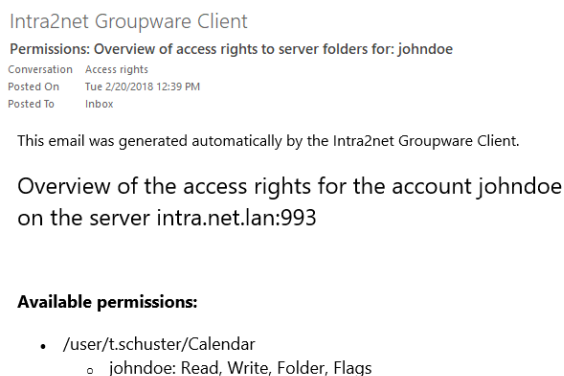 Intra2net Groupware Client
Permissions: Overview of access rights to server folders for: johndoe
Conversation Access rights
Posted On Tue 2/20/2018 12:39 PM
Posted To Inbox
This email was generated automatically by the Intra2net Groupware Client.
Overview of the access rights for the account johndoe
on the server intra.net.lan:993
Available permissions:
• /user/t.schuster/Calendar
o johndoe: Read, Write, Folder, Flags